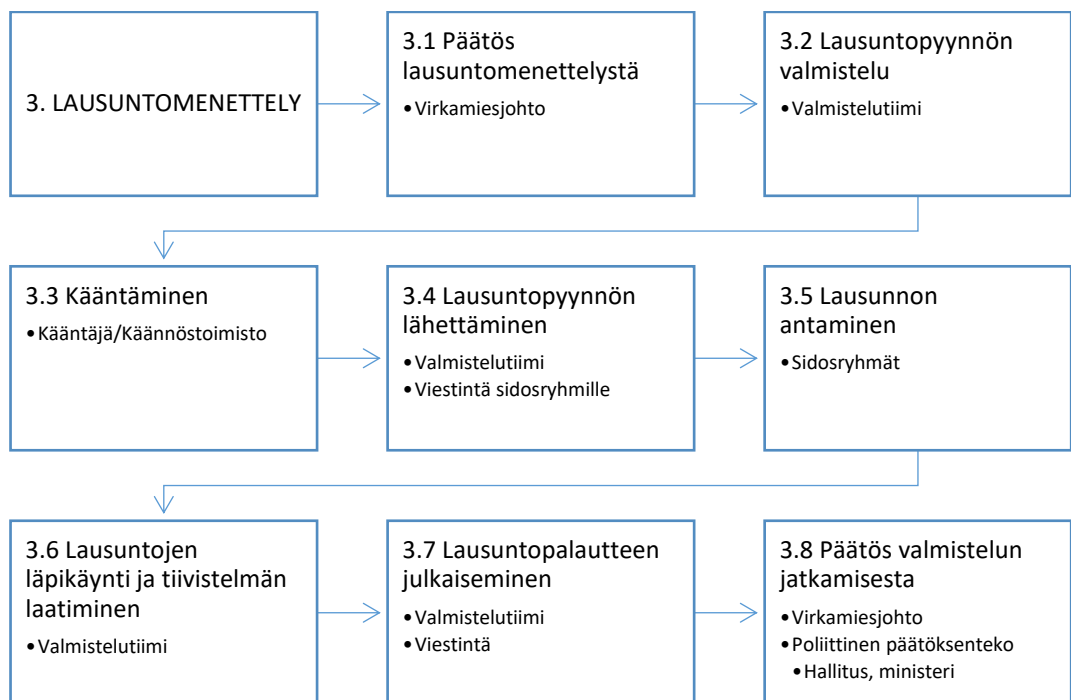 3. LAUSUNTOMENETTELY
3.1 Päätös
lausuntomenettelystä
•Virkamiesjohto
3.2 Lausuntopyynnön
valmistelu
•Valmistelutiimi
3.3 Kääntäminen
•Kääntäjä/Käännöstoimisto
3.4 Lausuntopyynnön
lähettäminen
•Valmistelutiimi
•Viestintä sidosryhmille
3.5 Lausunnon
antaminen
•Sidosryhmät
3.6 Lausuntojen
läpikäynti ja tiivistelmän
laatiminen
•Valmistelutiimi
3.7 Lausuntopalautteen
julkaiseminen
•Valmistelutiimi
•Viestintä
3.8 Päätös valmistelun
jatkamisesta
•Virkamiesjohto
•Poliittinen päätöksenteko
•Hallitus, ministeri